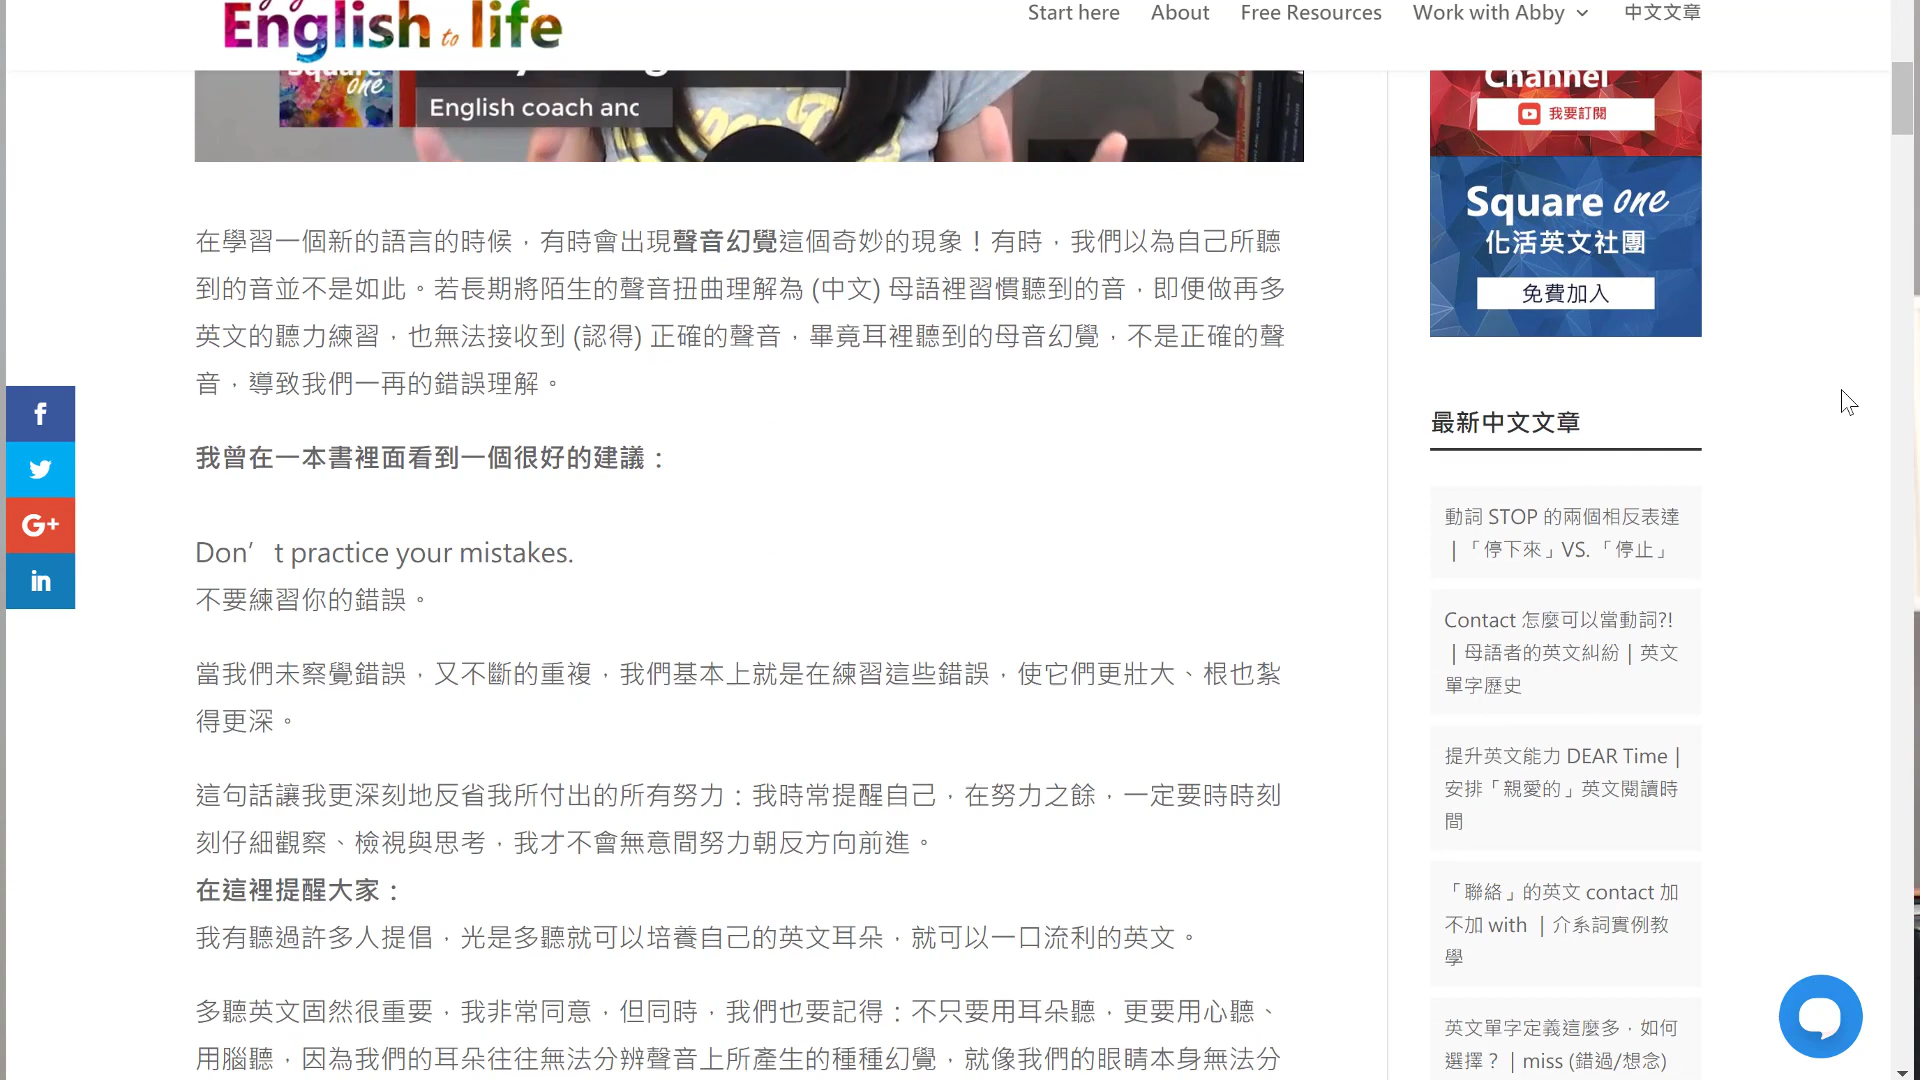 English to life
Start here
About
Free Resources
Work with Abby
中文文章
Square
one
English coach and
Channel
我要訂閱
Square one
化活英文社團
免費加入
在學習一個新的語言的時候，有時會出現聲音幻覺這個奇妙的現象！有時，我們以為自己所聽
到的音並不是如此。若長期將陌生的聲音扭曲理解為 (中文) 母語裡習慣聽到的音，即便做再多
英文的聽力練習，也無法接收到 (認得) 正確的聲音，畢竟耳裡聽到的母音幻覺，不是正確的聲
音，導致我們一再的錯誤理解。
我曾在一本書裡面看到一個很好的建議：
Don’t practice your mistakes.
不要練習你的錯誤。
當我們未察覺錯誤，又不斷的重複，我們基本上就是在練習這些錯誤，使它們更壯大、根也紮
得更深。
這句話讓我更深刻地反省我所付出的所有努力：我時常提醒自己，在努力之餘，一定要時時刻
刻仔細觀察、檢視與思考，我才不會無意間努力朝反方向前進。
在這裡提醒大家：
我有聽過許多人提倡，光是多聽就可以培養自己的英文耳朵，就可以一口流利的英文。
多聽英文固然很重要，我非常同意，但同時，我們也要記得：不只要用耳朵聽，更要用心聽、
用腦聽，因為我們的耳朵往往無法分辨聲音上所產生的種種幻覺，就像我們的眼睛本身無法分
f
G+
in
最新中文文章
動詞 STOP 的兩個相反表達
｜「停下來」VS. 「停止」
Contact 怎麼可以當動詞?!
｜母語者的英文糾紛｜英文
單字歷史
提升英文能力 DEAR Time｜
安排「親愛的」英文閱讀時
間
「聯絡」的英文 contact 加
不加 with ｜介系詞實例教
學
英文單字定義這麼多，如何
選擇？｜miss (錯過/想念)